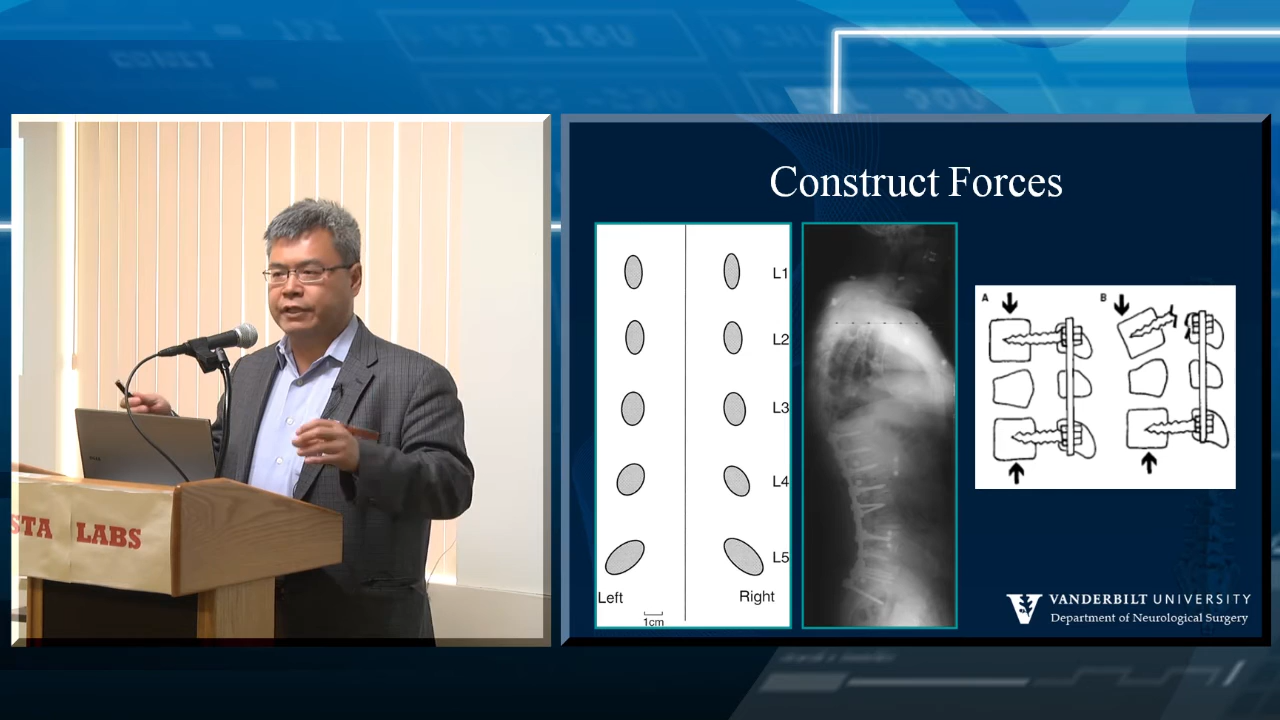 STA LABS
Construct Forces
L1
L2
L3
L4
L5
Left
Right
1cm
A
B
VANDERBILT UNIVERSITY
Department of Neurological Surgery